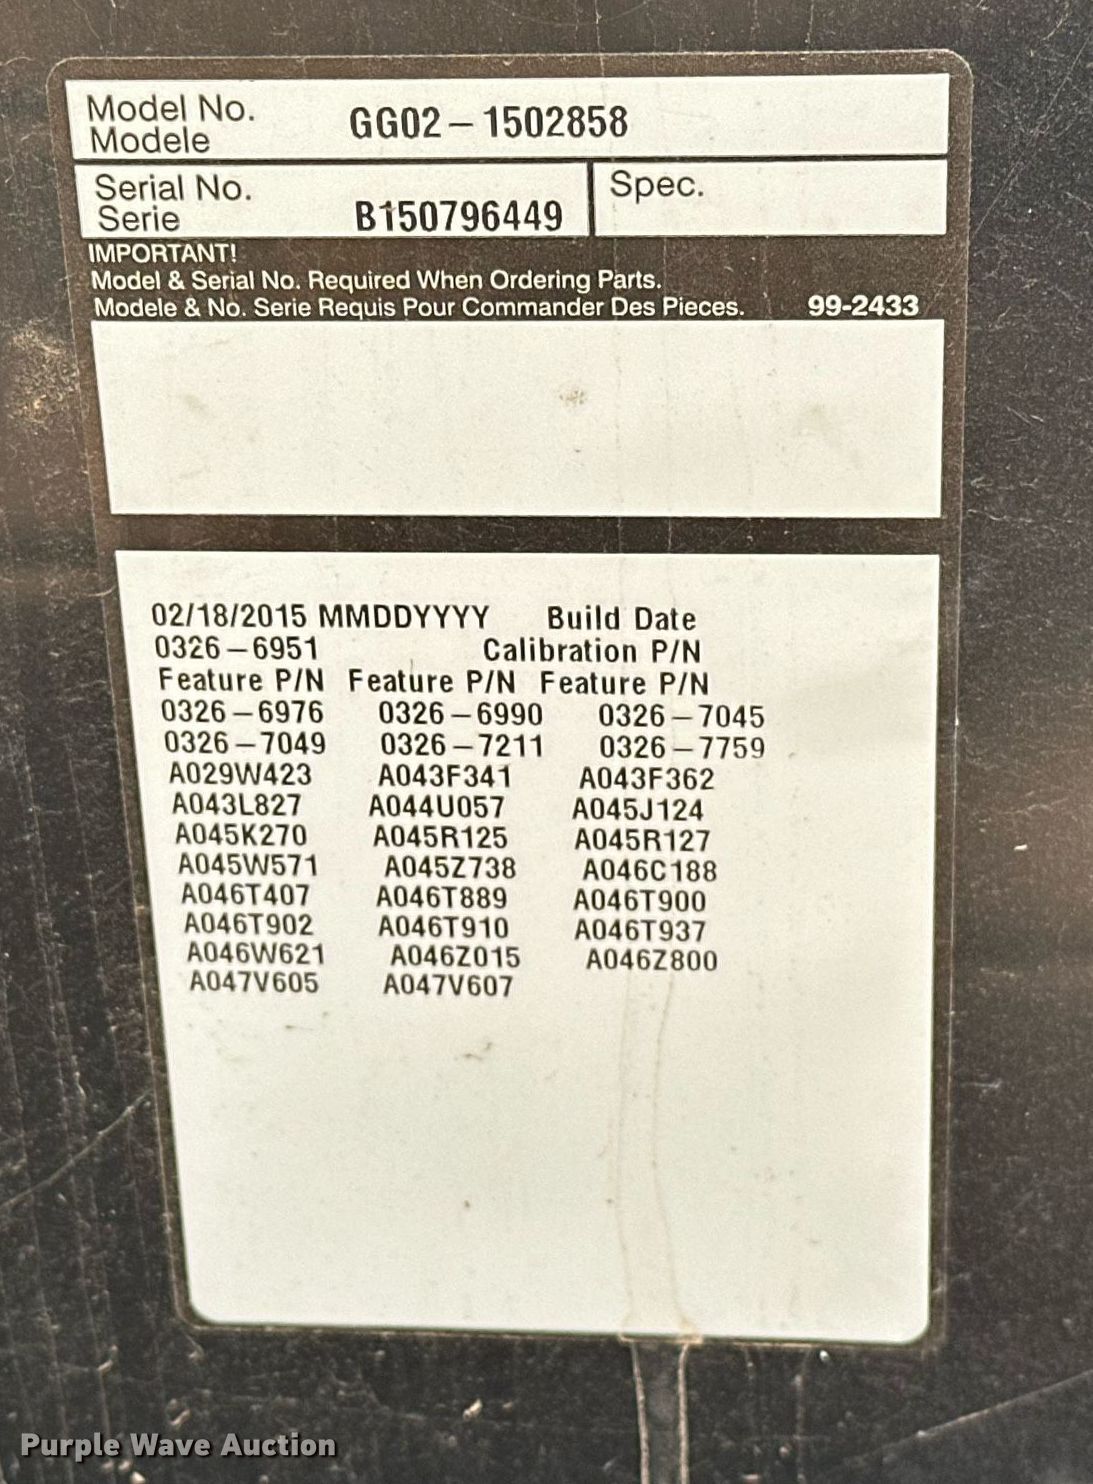 Model No.
Modele
GG02-1502858
Serial No.
Serie
B150796449
Spec.
IMPORTANT!
Model & Serial No. Required When Ordering Parts.
Modele & No. Serie Requis Pour Commander Des Pieces. 99-2433
02/18/2015 MMDDYYYY Build Date
0326-6951 Calibration P/N
Feature P/N Feature P/N Feature P/N
0326-6976 0326-6990 0326-7045
0326-7049 0326-7211 0326-7759
A029W423 A043F341 A043F362
A043L827 A044U057 A045J124
A045K270 A045R125 A045R127
A045W571 A045Z738 A046C188
A046T407 A046T889 A046T900
A046T902 A046T910 A046T937
A046W621 A046Z015 A046Z800
A047V605 A047V607
Purple Wave Auction